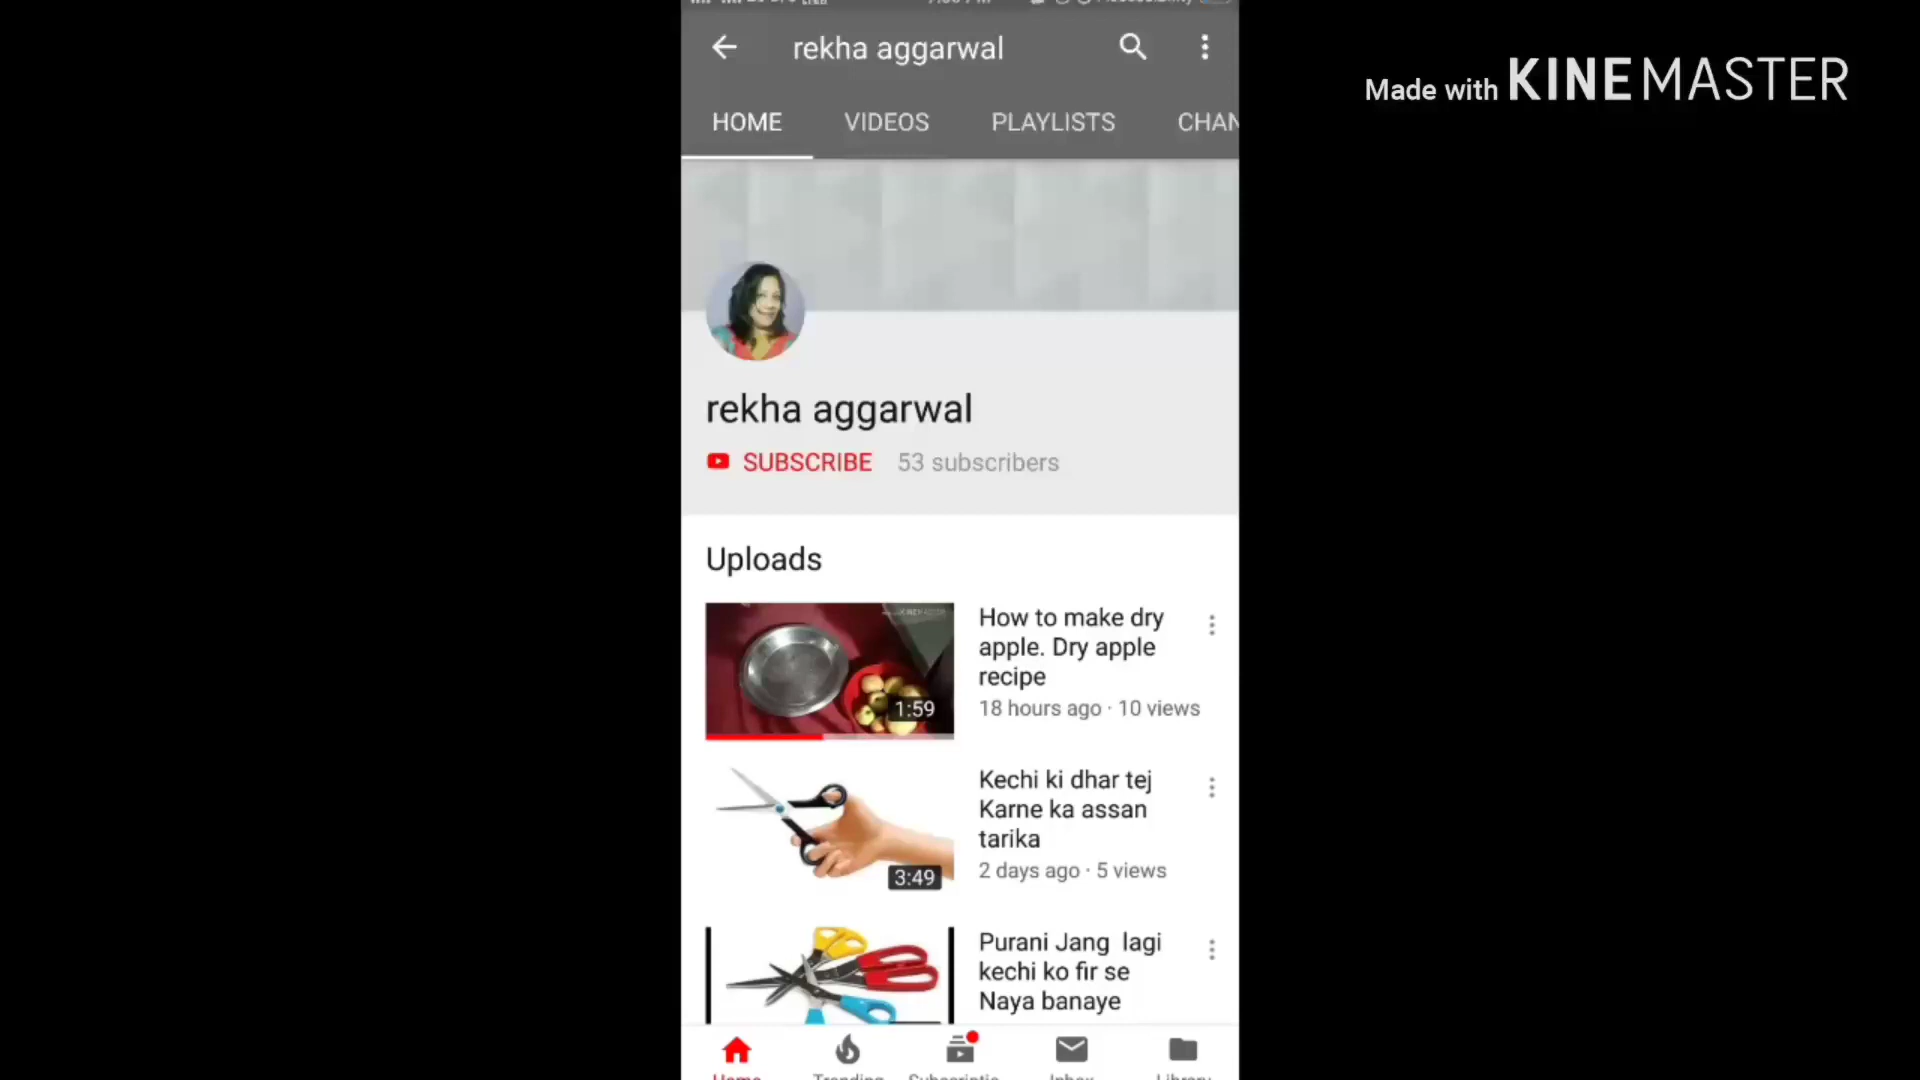 rekha aggarwal
Made with KINEMASTER
HOME VIDEOS PLAYLISTS CHAN
rekha aggarwal
SUBSCRIBE 53 subscribers
Uploads
How to make dry
apple. Dry apple
recipe
18 hours ago · 10 views
1:59
Kechi ki dhar tej
Karne ka assan
tarika
2 days ago · 5 views
3:49
Purani Jang lagi
kechi ko fir se
Naya banaye